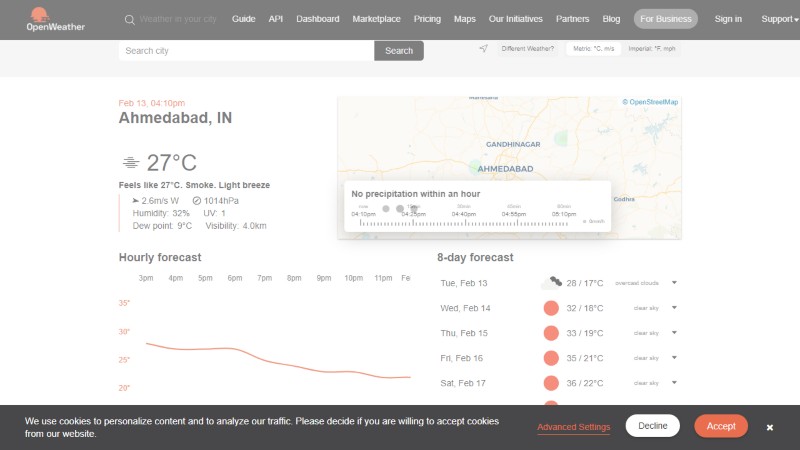 OpenWeather
Weather in your city
Guide API Dashboard Marketplace Pricing Maps Our Initiatives Partners Blog For Business Sign in Support
Search city
Search
Different Weather?
Metric: °C, m/s
Imperial: °F, mph
Feb 13, 04:10pm
Ahmedabad, IN
27°C
Feels like 27°C. Smoke. Light breeze
2.6m/s W 1014hPa
Humidity: 32% UV: 1
Dew point: 9°C Visibility: 4.0km
© OpenStreetMap
GANDHINAGAR
AHMEDABAD
Godhra
No precipitation within an hour
now
04:10pm 04:25pm 04:40pm 04:55pm 05:10pm
Hourly forecast
3pm 4pm 5pm 6pm 7pm 8pm 9pm 10pm 11pm Fe
35°
30°
25°
20°
8-day forecast
Tue, Feb 13 28 / 17°C overcast clouds
Wed, Feb 14 32 / 18°C clear sky
Thu, Feb 15 33 / 19°C clear sky
Fri, Feb 16 35 / 21°C clear sky
Sat, Feb 17 36 / 22°C clear sky
We use cookies to personalize content and to analyze our traffic. Please decide if you are willing to accept cookies
from our website.
Advanced Settings
Decline
Accept